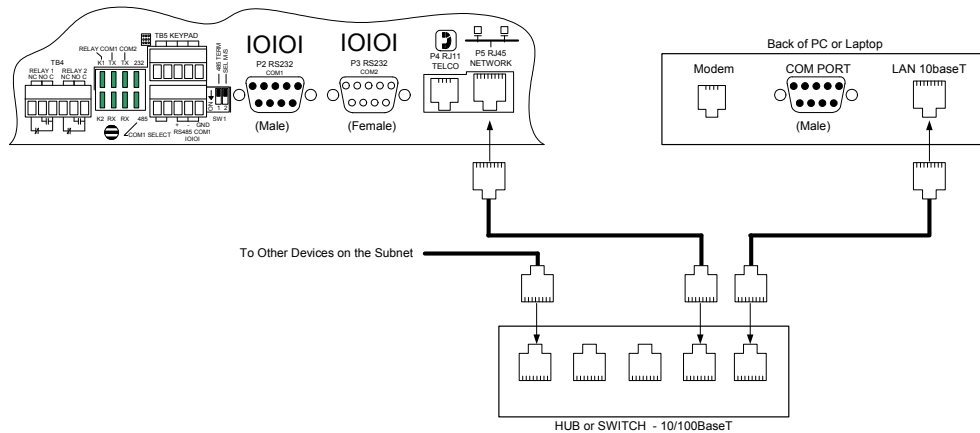 TB5 KEYPAD
IOIOI
IOIOI
RELAY COM1 COM2
K1 TX TX 232
TB4
RELAY 1 RELAY 2
NC NO C NC NO C
485 TERM
SEL M/S
ON
1 2
SW1
P2 RS232
COM1
(Male)
P3 RS232
COM2
(Female)
P4 RJ11
TELCO
P5 RJ45
NETWORK
K2 RX RX 485
COM1 SELECT
+ - GND
RS485 COM1
IOIOI
Back of PC or Laptop
Modem
COM PORT
(Male)
LAN 10baseT
To Other Devices on the Subnet
HUB or SWITCH - 10/100BaseT